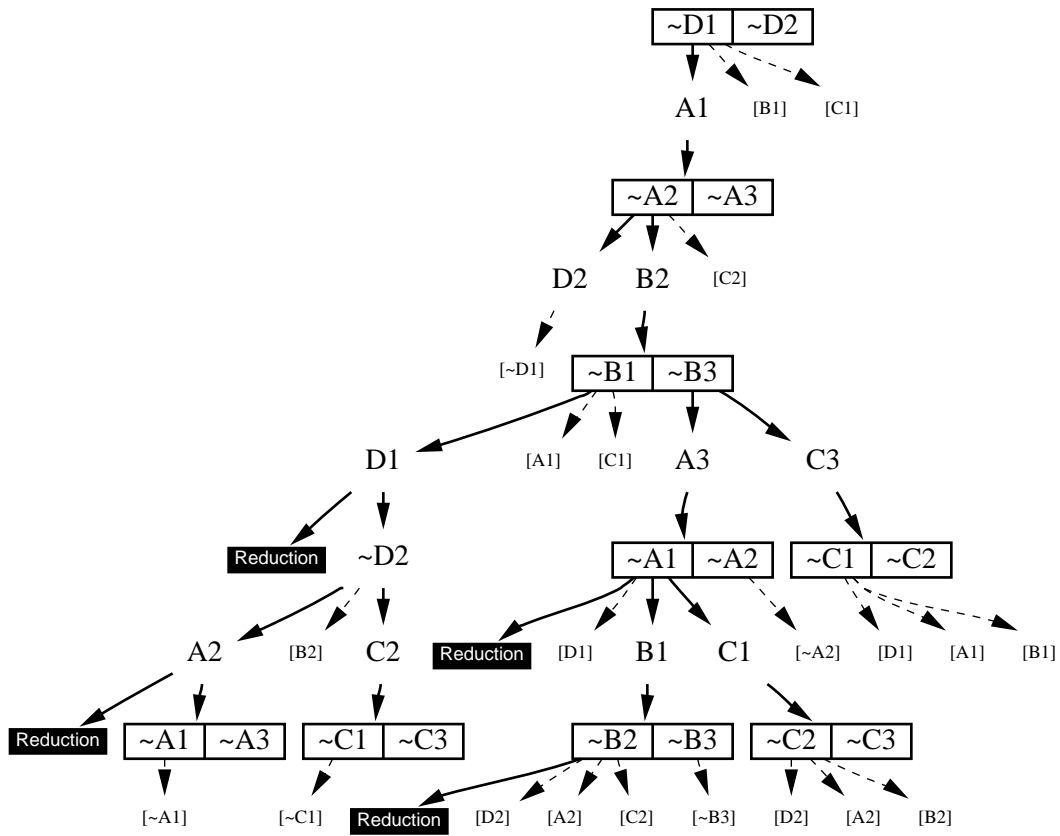 ~D1 ~D2
A1 [B1] [C1]
~A2 ~A3
D2 B2 [C2]
[~D1] ~B1 ~B3
D1 [A1] [C1] A3 C3
Reduction ~D2 ~A1 ~A2 ~C1 ~C2
A2 [B2] C2 Reduction [D1] B1 C1 [~A2] [D1] [A1] [B1]
Reduction ~A1 ~A3 ~C1 ~C3 ~B2 ~B3 ~C2 ~C3
[~A1] [~C1] Reduction [D2] [A2] [C2] [~B3] [D2] [A2] [B2]